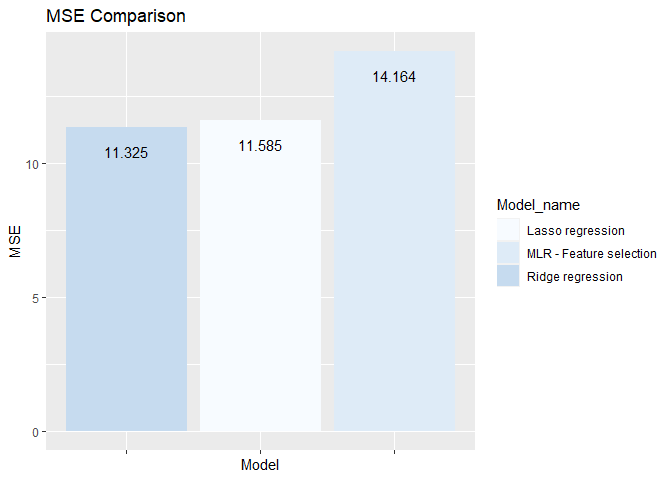 MSE Comparison
14.164
11.325
11.585
10
5
0
MSE
Model
Model_name
Lasso regression
MLR - Feature selection
Ridge regression